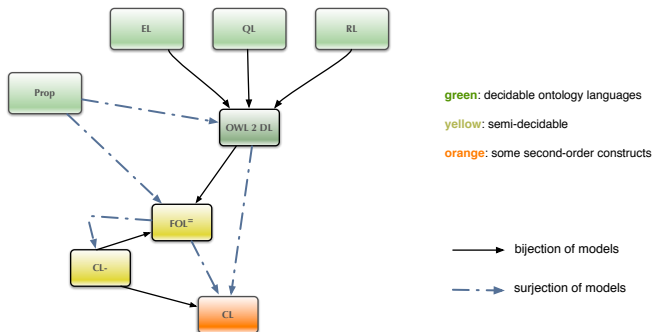 EL
QL
RL
Prop
OWL 2 DL
green: decidable ontology languages
yellow: semi-decidable
orange: some second-order constructs
FOL=
CL-
CL
bijection of models
surjection of models